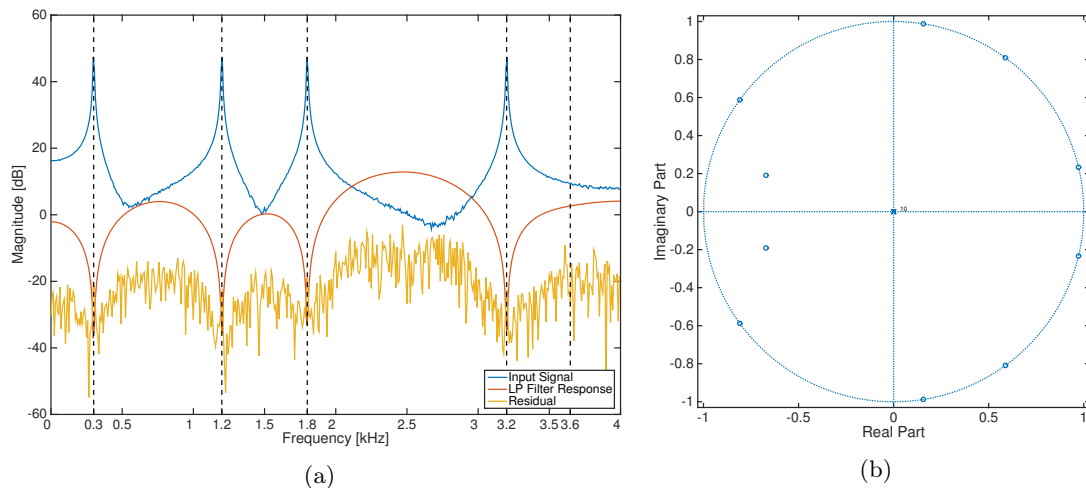 60
40
20
0
-20
-40
-60
Magnitude [dB]
0 0.3 0.5 1 1.2 1.5 1.8 2 2.5 3 3.2 3.5 3.6 4
Frequency [kHz]
Input Signal
LP Filter Response
Residual
(a)
1
0.8
0.6
0.4
0.2
0
-0.2
-0.4
-0.6
-0.8
-1
Imaginary Part
10
-1 -0.5 0 0.5 1
Real Part
(b)